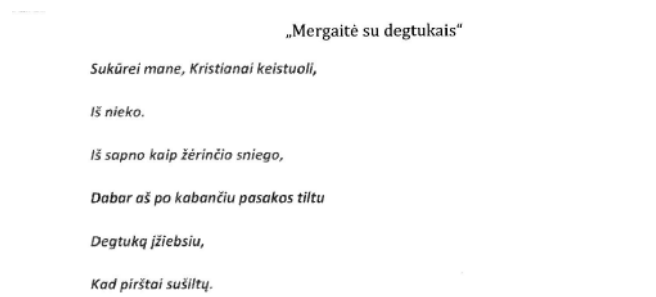 „Mergaitė su degtukais“
Sukūrei mane, Kristianai keistuoli,
Iš nieko.
Iš sapno kaip žėrinčio sniego,
Dabar aš po kabančiu pasakos tiltu
Degtuką įžiebsiu,
Kad pirštai sušiltų.